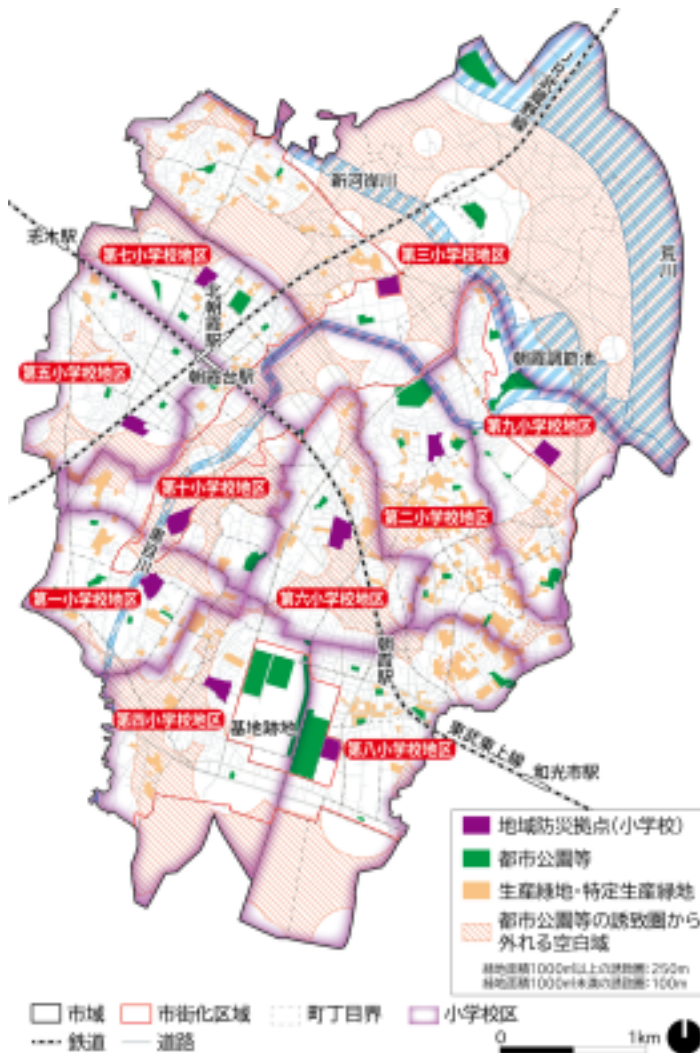 JR武蔵野線
新河岸川
荒川
志木駅
第七小学校地区
第三小学校地区
北朝霞駅
朝霞台駅
朝霞調節池
第五小学校地区
第九小学校地区
第十小学校地区
第二小学校地区
黒目川
第一小学校地区
第六小学校地区
朝霞駅
第四小学校地区
基地跡地
第八小学校地区
東武東上線
和光市駅
地域防災拠点(小学校)
都市公園等
生産緑地・特定生産緑地
都市公園等の誘致圏から
外れる空白域
緑地面積1000㎡以上の誘致圏:250m
緑地面積1000㎡未満の誘致圏:100m
市域 市街化区域 町丁目界 小学校区
鉄道 道路
0 1km